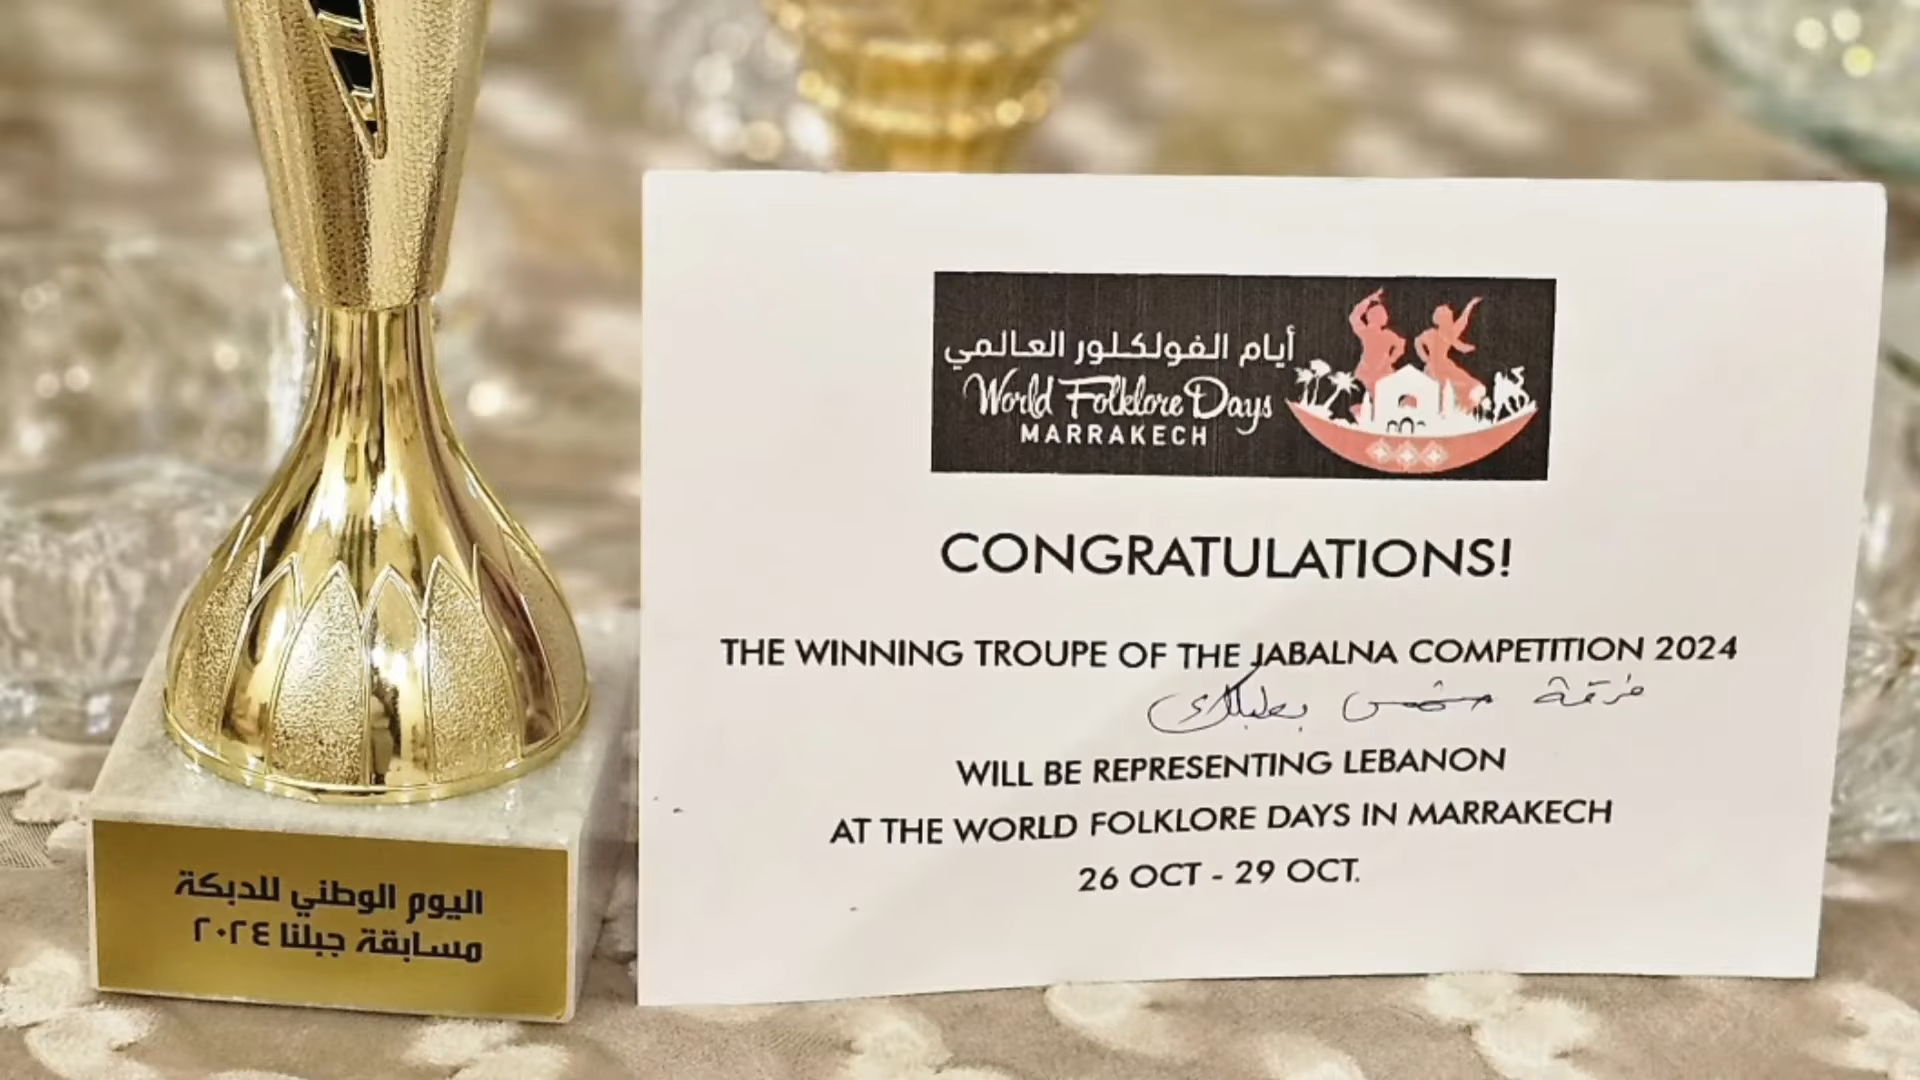 اليوم الوطني للدبكة
مسابقة جبلنا ٢٠٢٤
أيام الفولكلور العالمي
World Folklore Days
MARRAKECH
CONGRATULATIONS!
THE WINNING TROUPE OF THE JABALNA COMPETITION 2024
فرقة
WILL BE REPRESENTING LEBANON
AT THE WORLD FOLKLORE DAYS IN MARRAKECH
26 OCT - 29 OCT.